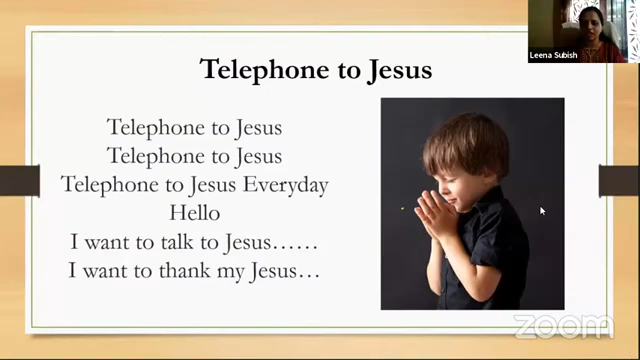 Leena Subish
Telephone to Jesus
Telephone to Jesus
Telephone to Jesus
Telephone to Jesus Everyday
Hello
I want to talk to Jesus……
I want to thank my Jesus…
zoom